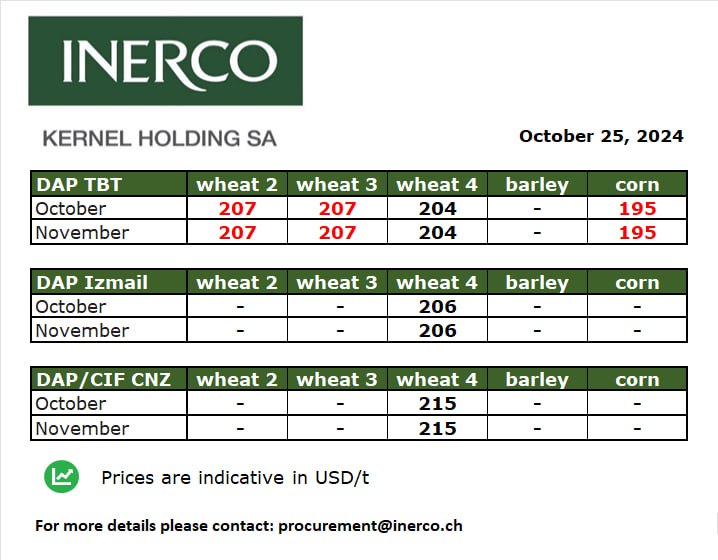 INERCO
KERNEL HOLDING SA
October 25, 2024
DAP TBT wheat 2 wheat 3 wheat 4 barley corn
October 207 207 204 - 195
November 207 207 204 - 195
DAP Izmail wheat 2 wheat 3 wheat 4 barley corn
October - - 206 - -
November - - 206 - -
DAP/CIF CNZ wheat 2 wheat 3 wheat 4 barley corn
October - - 215 - -
November - - 215 - -
Prices are indicative in USD/t
For more details please contact: procurement@inerco.ch